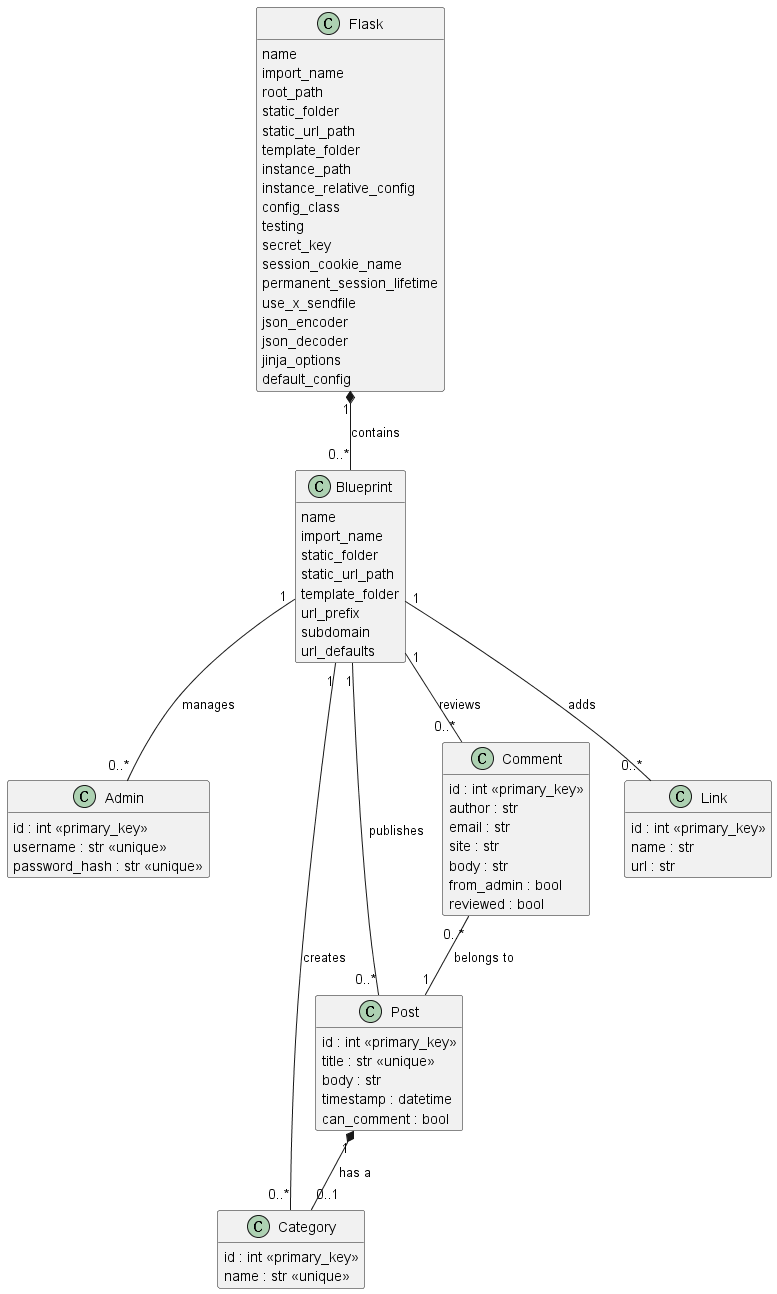 C Flask
name
import_name
root_path
static_folder
static_url_path
template_folder
instance_path
instance_relative_config
config_class
testing
secret_key
session_cookie_name
permanent_session_lifetime
use_x_sendfile
json_encoder
json_decoder
jinja_options
default_config
1
contains
0..*
C Blueprint
name
import_name
static_folder
static_url_path
template_folder
url_prefix
subdomain
url_defaults
1
1
1
1
1
manages
reviews
adds
0..*
0..*
0..*
C Admin
id : int «primary_key»
username : str «unique»
password_hash : str «unique»
publishes
C Comment
id : int «primary_key»
author : str
email : str
site : str
body : str
from_admin : bool
reviewed : bool
C Link
id : int «primary_key»
name : str
url : str
0..*
creates
belongs to
0..*
1
C Post
id : int «primary_key»
title : str «unique»
body : str
timestamp : datetime
can_comment : bool
1
has a
0..*
0..1
C Category
id : int «primary_key»
name : str «unique»